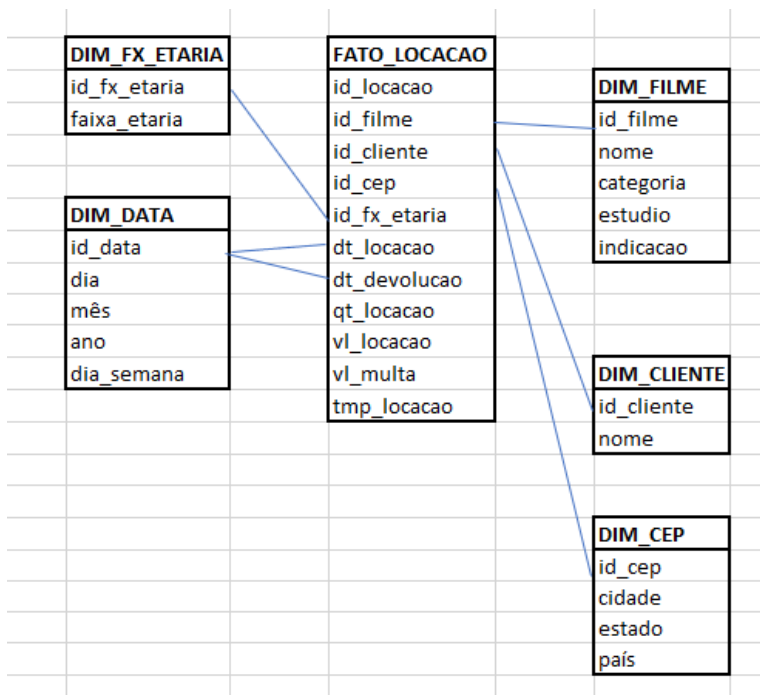 DIM_FX_ETARIA
id_fx_etaria
faixa_etaria
DIM_DATA
id_data
dia
mês
ano
dia_semana
FATO_LOCACAO
id_locacao
id_filme
id_cliente
id_cep
id_fx_etaria
dt_locacao
dt_devolucao
qt_locacao
vl_locacao
vl_multa
tmp_locacao
DIM_FILME
id_filme
nome
categoria
estudio
indicacao
DIM_CLIENTE
id_cliente
nome
DIM_CEP
id_cep
cidade
estado
país